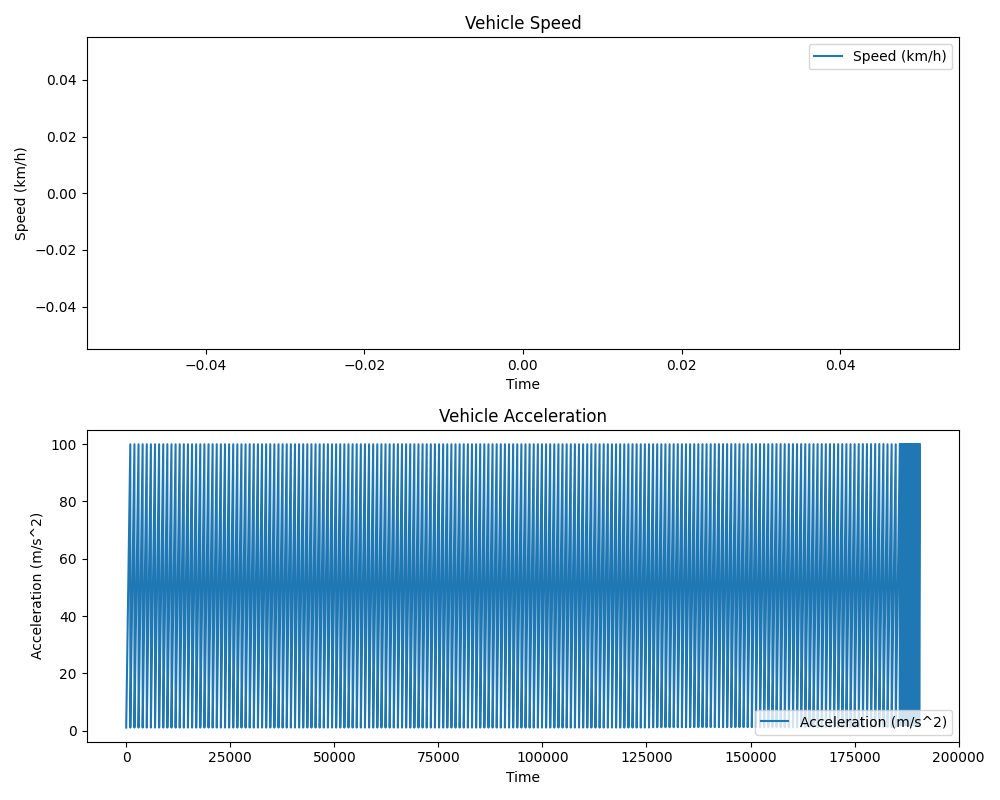 Vehicle Speed
Speed (km/h)
0.04
0.02
0.00
−0.02
−0.04
Speed (km/h)
−0.04 −0.02 0.00 0.02 0.04
Time
Vehicle Acceleration
100
80
60
40
20
0
Acceleration (m/s^2)
Acceleration (m/s^2)
0 25000 50000 75000 100000 125000 150000 175000 200000
Time